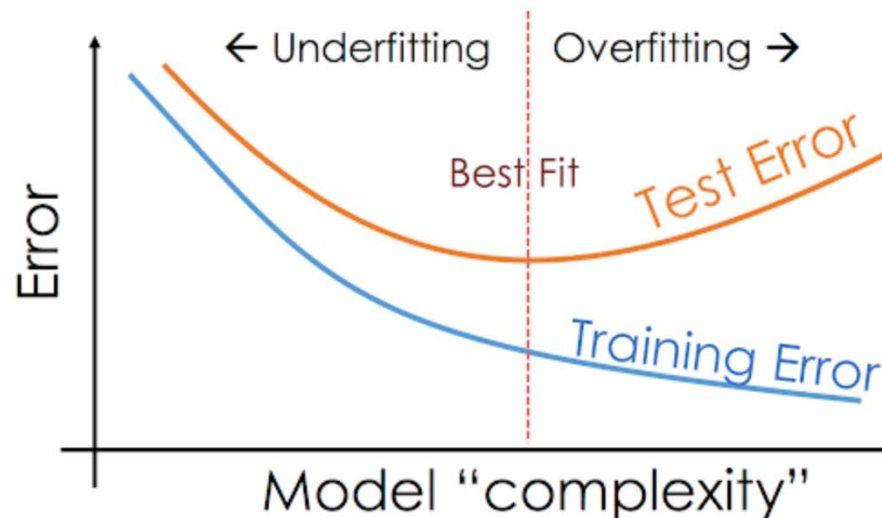 ← Underfitting
Overfitting →
Best Fit
Test Error
Error
Training Error
Model “complexity”